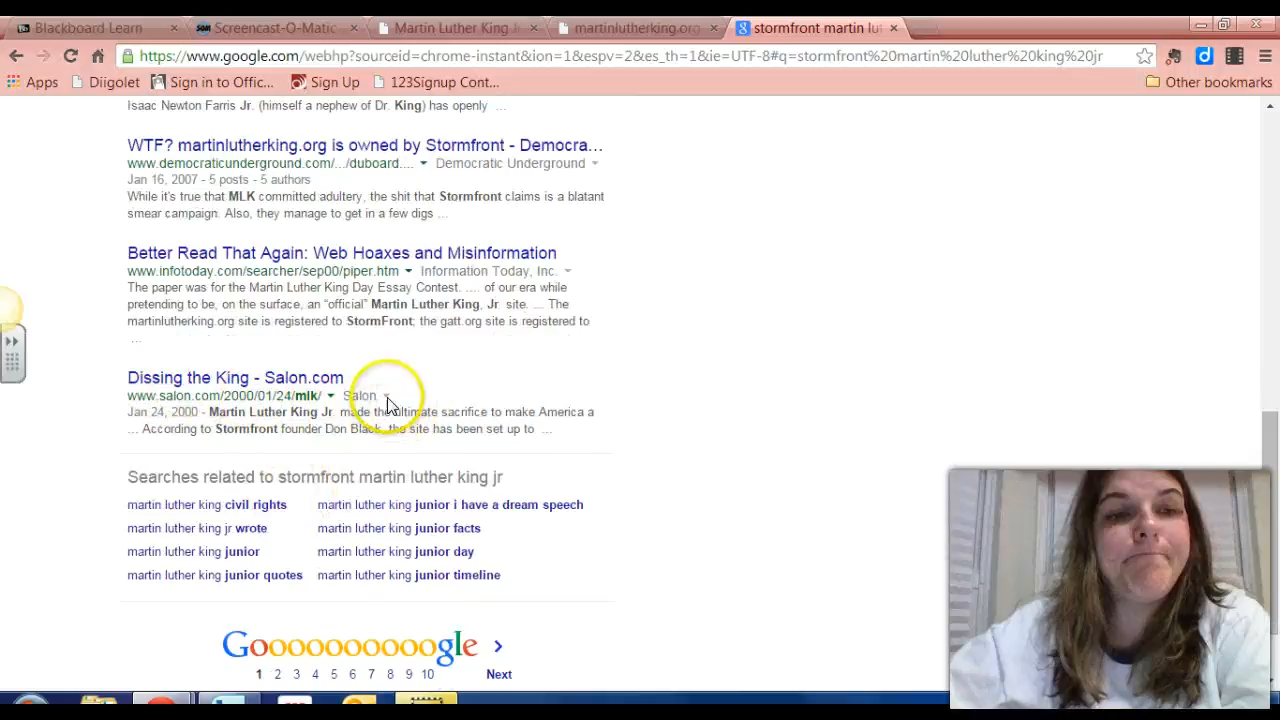 Blackboard Learn
Screencast-O-Matic
Martin Luther King Jr
martinlutherking.org
stormfront martin lut
https://www.google.com/webhp?sourceid=chrome-instant&ion=1&espv=2&es_th=1&ie=UTF-8#q=stormfront%20martin%20luther%20king%20jr
Apps
Diigolet
Sign in to Offic...
Sign Up
123Signup Cont...
Other bookmarks
Isaac Newton Farris Jr. (himself a nephew of Dr. King) has openly ...
WTF? martinlutherking.org is owned by Stormfront - Democra...
www.democraticunderground.com/.../duboard.... Democratic Underground
Jan 16, 2007 - 5 posts - 5 authors
While it's true that MLK committed adultery, the shit that Stormfront claims is a blatant
smear campaign. Also, they manage to get in a few digs ...
Better Read That Again: Web Hoaxes and Misinformation
www.infotoday.com/searcher/sep00/piper.htm Information Today, Inc.
The paper was for the Martin Luther King Day Essay Contest. .... of our era while
pretending to be, on the surface, an “official” Martin Luther King, Jr. site. ... The
martinlutherking.org site is registered to StormFront; the gatt.org site is registered to
...
Dissing the King - Salon.com
www.salon.com/2000/01/24/mlk/ Salon
Jan 24, 2000 - Martin Luther King Jr. made the ultimate sacrifice to make America a
... According to Stormfront founder Don Black, the site has been set up to ...
Searches related to stormfront martin luther king jr
martin luther king civil rights
martin luther king junior i have a dream speech
martin luther king jr wrote
martin luther king junior facts
martin luther king junior
martin luther king junior day
martin luther king junior quotes
martin luther king junior timeline
Goooooooooogle
1 2 3 4 5 6 7 8 9 10 Next